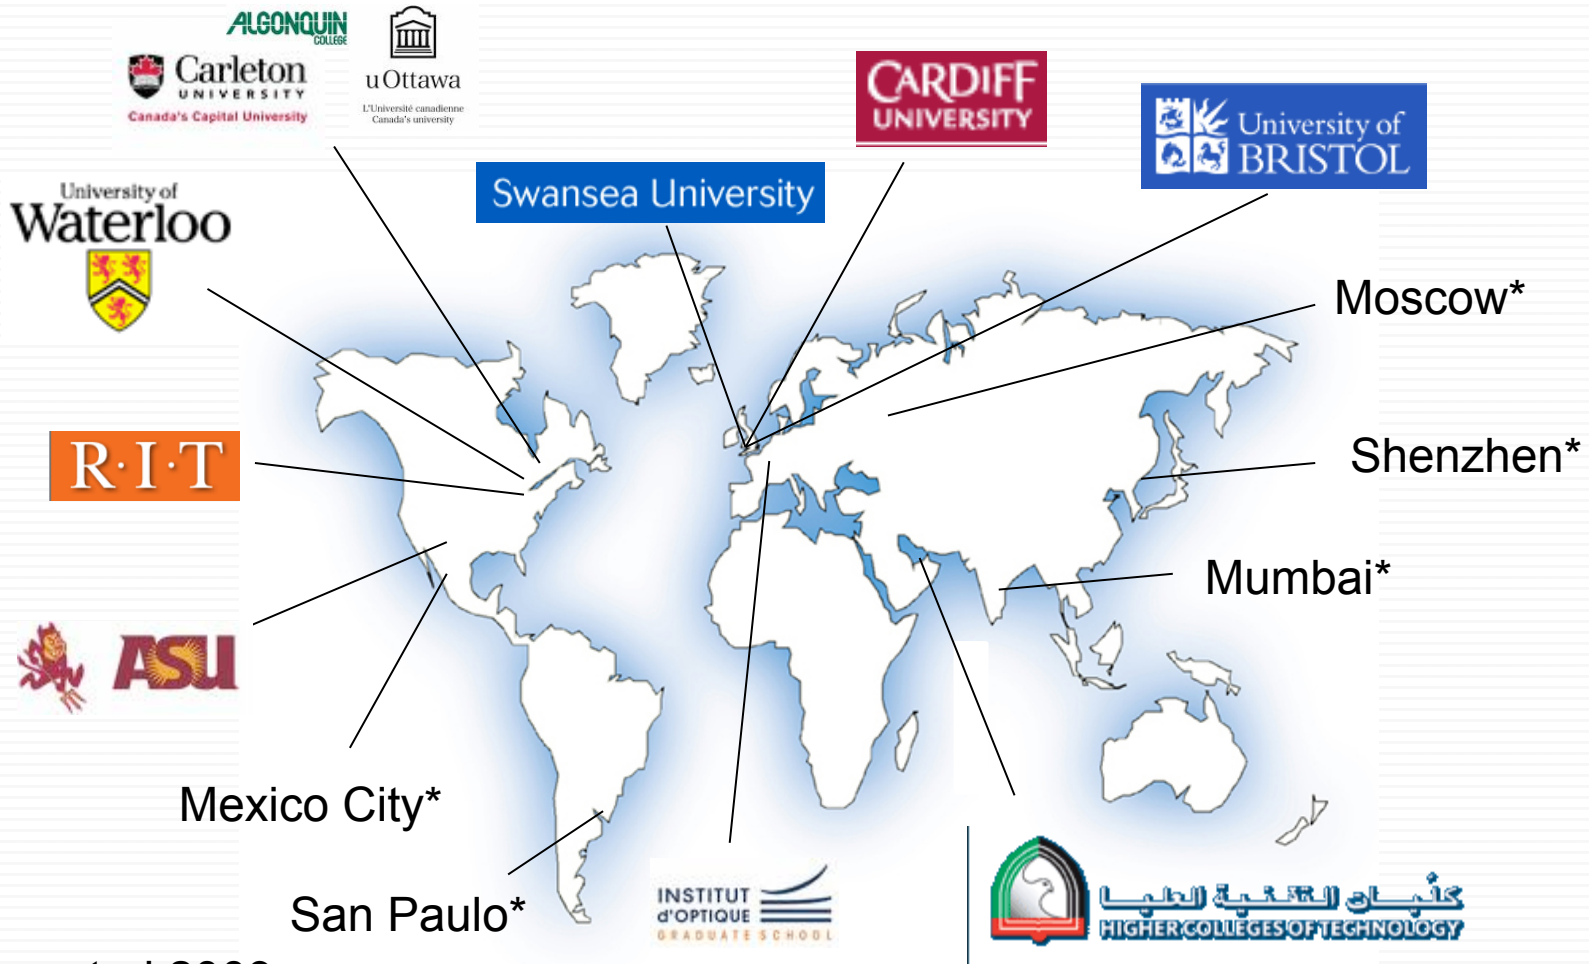 ALGONQUIN
COLLEGE
Carleton
UNIVERSITY
Canada's Capital University
uOttawa
L'Université canadienne
Canada's university
CARDIFF
UNIVERSITY
University of
BRISTOL
Swansea University
University of
Waterloo
Moscow*
R·I·T
Shenzhen*
Mumbai*
ASU
Mexico City*
San Paulo*
INSTITUT
d'OPTIQUE
GRADUATE SCHOOL
كليات التقنية العليا
HIGHER COLLEGES OF TECHNOLOGY